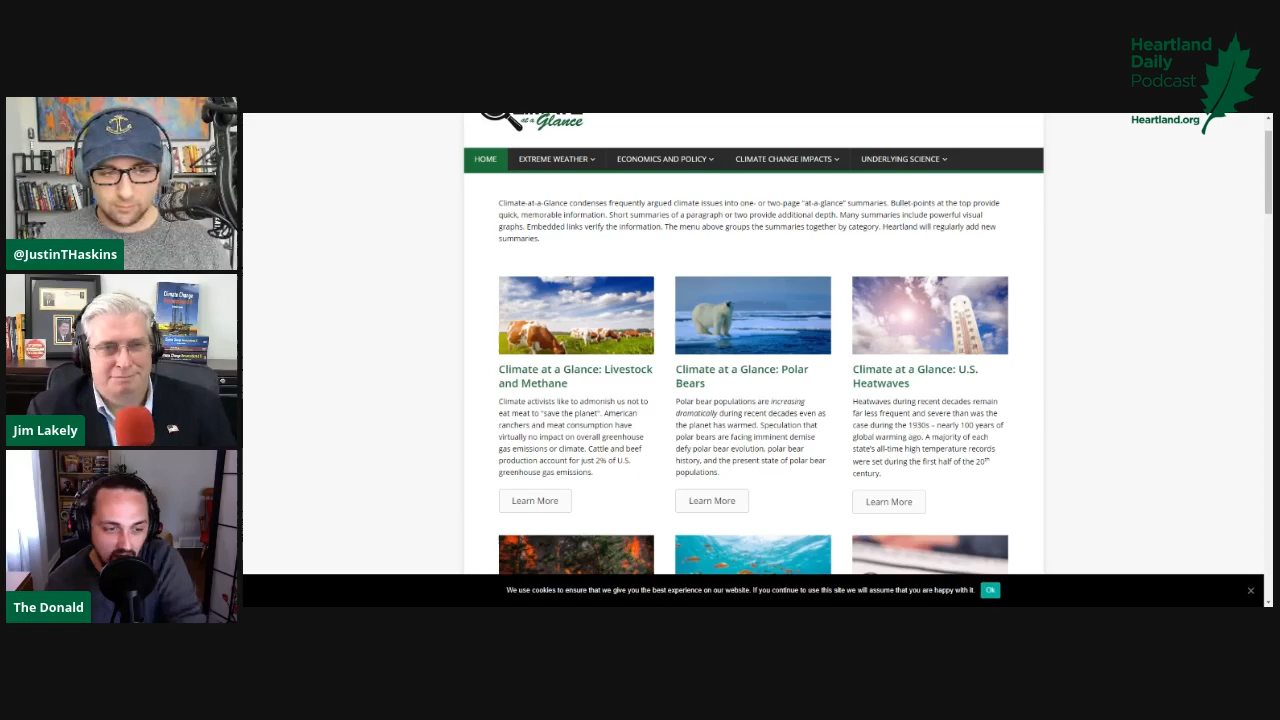 Heartland
Daily
Podcast
Heartland.org
@JustinTHaskins
Jim Lakely
The Donald
at a Glance
HOME
EXTREME WEATHER
ECONOMICS AND POLICY
CLIMATE CHANGE IMPACTS
UNDERLYING SCIENCE
Climate-at-a-Glance condenses frequently argued climate issues into one- or two-page “at-a-glance” summaries. Bullet-points at the top provide
quick, memorable information. Short summaries of a paragraph or two provide additional depth. Many summaries include powerful visual
graphs. Embedded links verify the information. The menu above groups the summaries together by category. Heartland will regularly add new
summaries.
Climate at a Glance: Livestock
and Methane
Climate activists like to admonish us not to
eat meat to “save the planet”. American
ranchers and meat consumption have
virtually no impact on overall greenhouse
gas emissions or climate. Cattle and beef
production account for just 2% of U.S.
greenhouse gas emissions.
Learn More
Climate at a Glance: Polar
Bears
Polar bear populations are increasing
dramatically during recent decades even as
the planet has warmed. Speculation that
polar bears are facing imminent demise
defy polar bear evolution, polar bear
history, and the present state of polar bear
populations.
Learn More
Climate at a Glance: U.S.
Heatwaves
Heatwaves during recent decades remain
far less frequent and severe than was the
case during the 1930s – nearly 100 years of
global warming ago. A majority of each
state’s all-time high temperature records
were set during the first half of the 20th
century.
Learn More
We use cookies to ensure that we give you the best experience on our website. If you continue to use this site we will assume that you are happy with it.
Ok
Climate Change